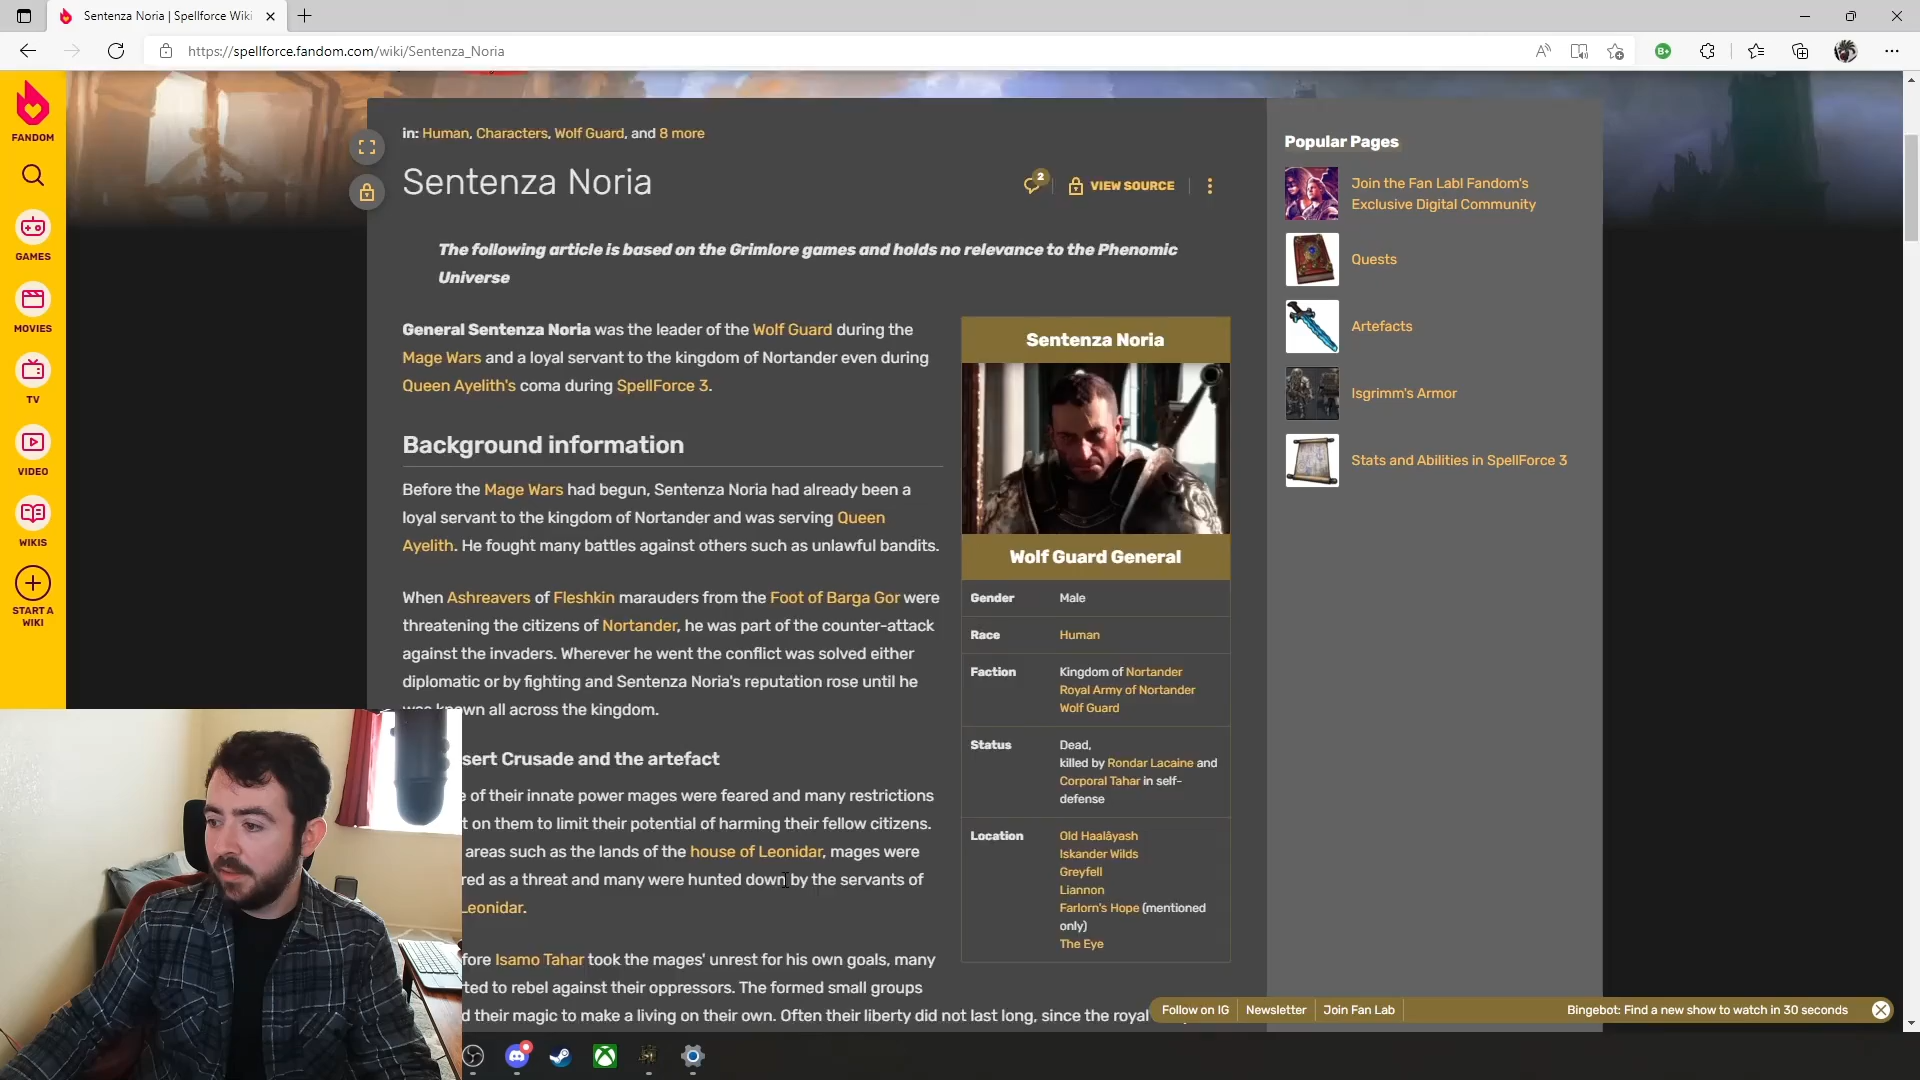 Sentenza Noria | Spellforce Wiki
https://spellforce.fandom.com/wiki/Sentenza_Noria
B+
FANDOM
GAMES
MOVIES
TV
VIDEO
WIKIS
START A
WIKI
in: Human, Characters, Wolf Guard, and 8 more
Sentenza Noria
2
VIEW SOURCE
The following article is based on the Grimlore games and holds no relevance to the Phenomic
Universe
General Sentenza Noria was the leader of the Wolf Guard during the
Mage Wars and a loyal servant to the kingdom of Nortander even during
Queen Ayelith's coma during SpellForce 3.
Background information
Before the Mage Wars had begun, Sentenza Noria had already been a
loyal servant to the kingdom of Nortander and was serving Queen
Ayelith. He fought many battles against others such as unlawful bandits.
When Ashreavers of Fleshkin marauders from the Foot of Barga Gor were
threatening the citizens of Nortander, he was part of the counter-attack
against the invaders. Wherever he went the conflict was solved either
diplomatic or by fighting and Sentenza Noria's reputation rose until he
was known all across the kingdom.
sert Crusade and the artefact
e of their innate power mages were feared and many restrictions
t on them to limit their potential of harming their fellow citizens.
areas such as the lands of the house of Leonidar, mages were
red as a threat and many were hunted down by the servants of
Leonidar.
fore Isamo Tahar took the mages' unrest for his own goals, many
ted to rebel against their oppressors. The formed small groups
d their magic to make a living on their own. Often their liberty did not last long, since the royal
Sentenza Noria
Wolf Guard General
Gender Male
Race Human
Faction Kingdom of Nortander
Royal Army of Nortander
Wolf Guard
Status Dead,
killed by Rondar Lacaine and
Corporal Tahar in self-
defense
Location Old Haalâyash
Iskander Wilds
Greyfell
Liannon
Farlorn's Hope (mentioned
only)
The Eye
Popular Pages
Join the Fan Lab! Fandom's
Exclusive Digital Community
Quests
Artefacts
Isgrimm's Armor
Stats and Abilities in SpellForce 3
Follow on IG
Newsletter
Join Fan Lab
Bingebot: Find a new show to watch in 30 seconds